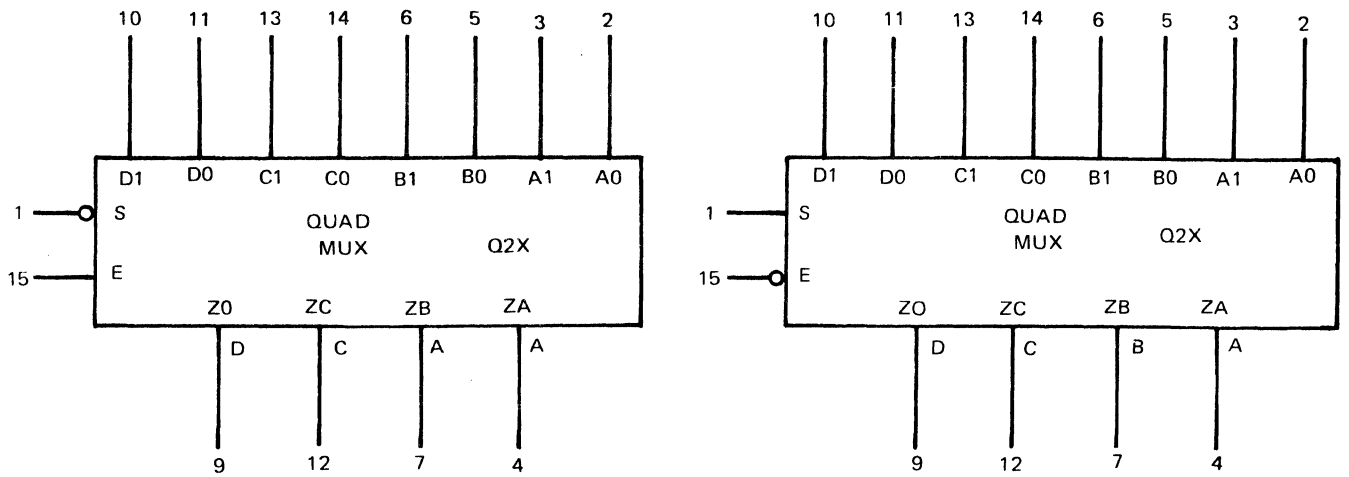 10 11 13 14 6 5 3 2
D1 D0 C1 C0 B1 B0 A1 A0
1 S
QUAD
MUX Q2X
15 E
Z0 ZC ZB ZA
D C A A
9 12 7 4
10 11 13 14 6 5 3 2
D1 D0 C1 C0 B1 B0 A1 A0
1 S
QUAD
MUX Q2X
15 E
ZO ZC ZB ZA
D C B A
9 12 7 4